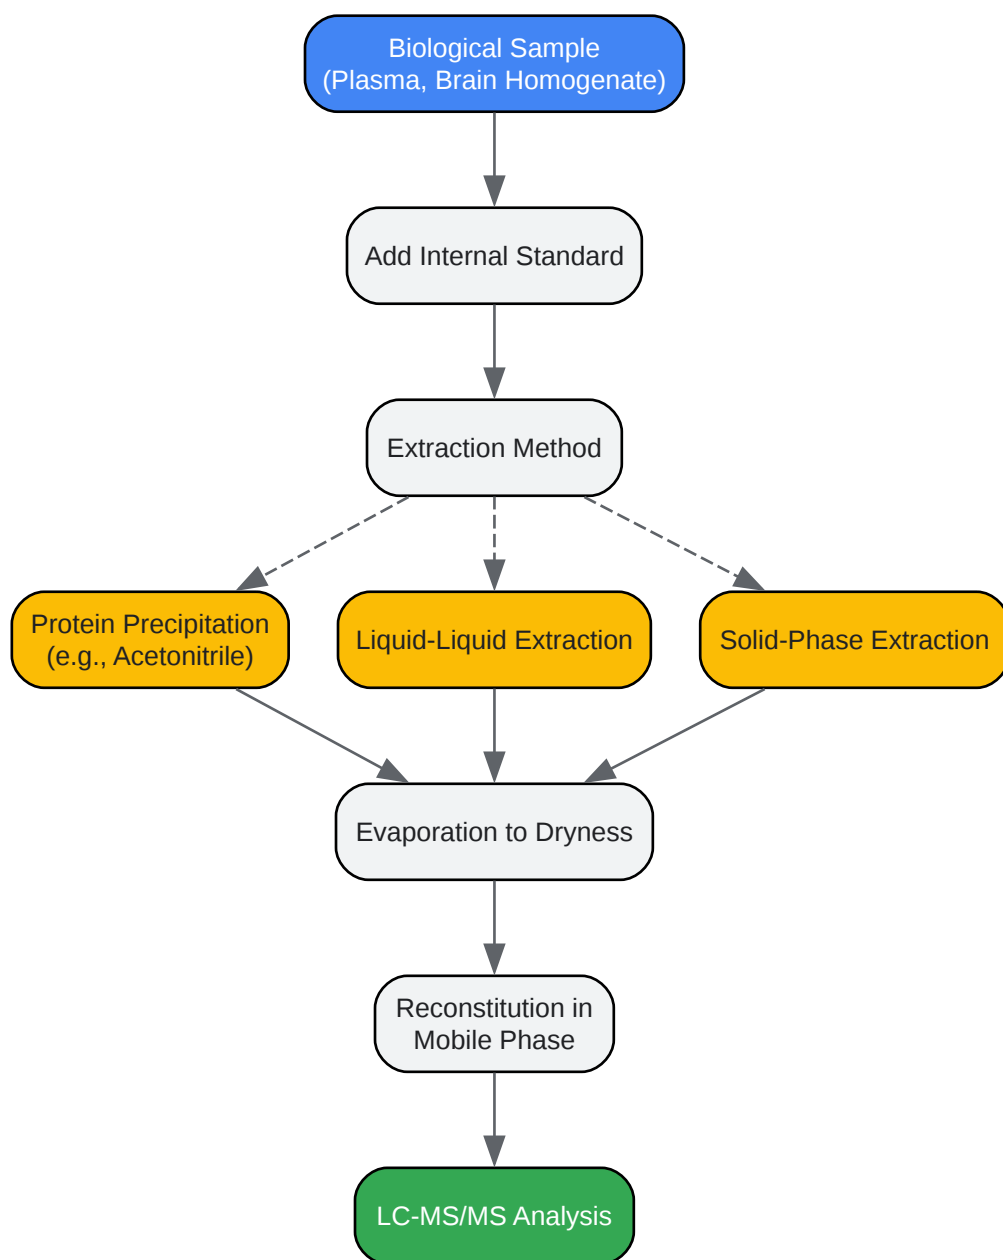 Biological Sample
(Plasma, Brain Homogenate)
Add Internal Standard
Extraction Method
Protein Precipitation
(e.g., Acetonitrile)
Liquid-Liquid Extraction
Solid-Phase Extraction
Evaporation to Dryness
Reconstitution in
Mobile Phase
LC-MS/MS Analysis